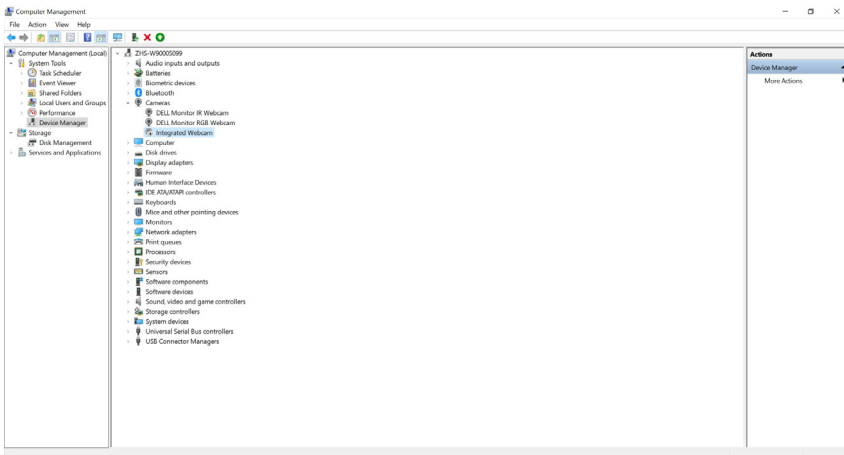 Computer Management
File Action View Help
Computer Management (Local)
System Tools
Task Scheduler
Event Viewer
Shared Folders
Local Users and Groups
Performance
Device Manager
Storage
Disk Management
Services and Applications
ZHS-W90005099
Audio inputs and outputs
Batteries
Biometric devices
Bluetooth
Cameras
DELL Monitor IR Webcam
DELL Monitor RGB Webcam
Integrated Webcam
Computer
Disk drives
Display adapters
Firmware
Human Interface Devices
IDE ATA/ATAPI controllers
Keyboards
Mice and other pointing devices
Monitors
Network adapters
Print queues
Processors
Security devices
Sensors
Software components
Software devices
Sound, video and game controllers
Storage controllers
System devices
Universal Serial Bus controllers
USB Connector Managers
Actions
Device Manager
More Actions